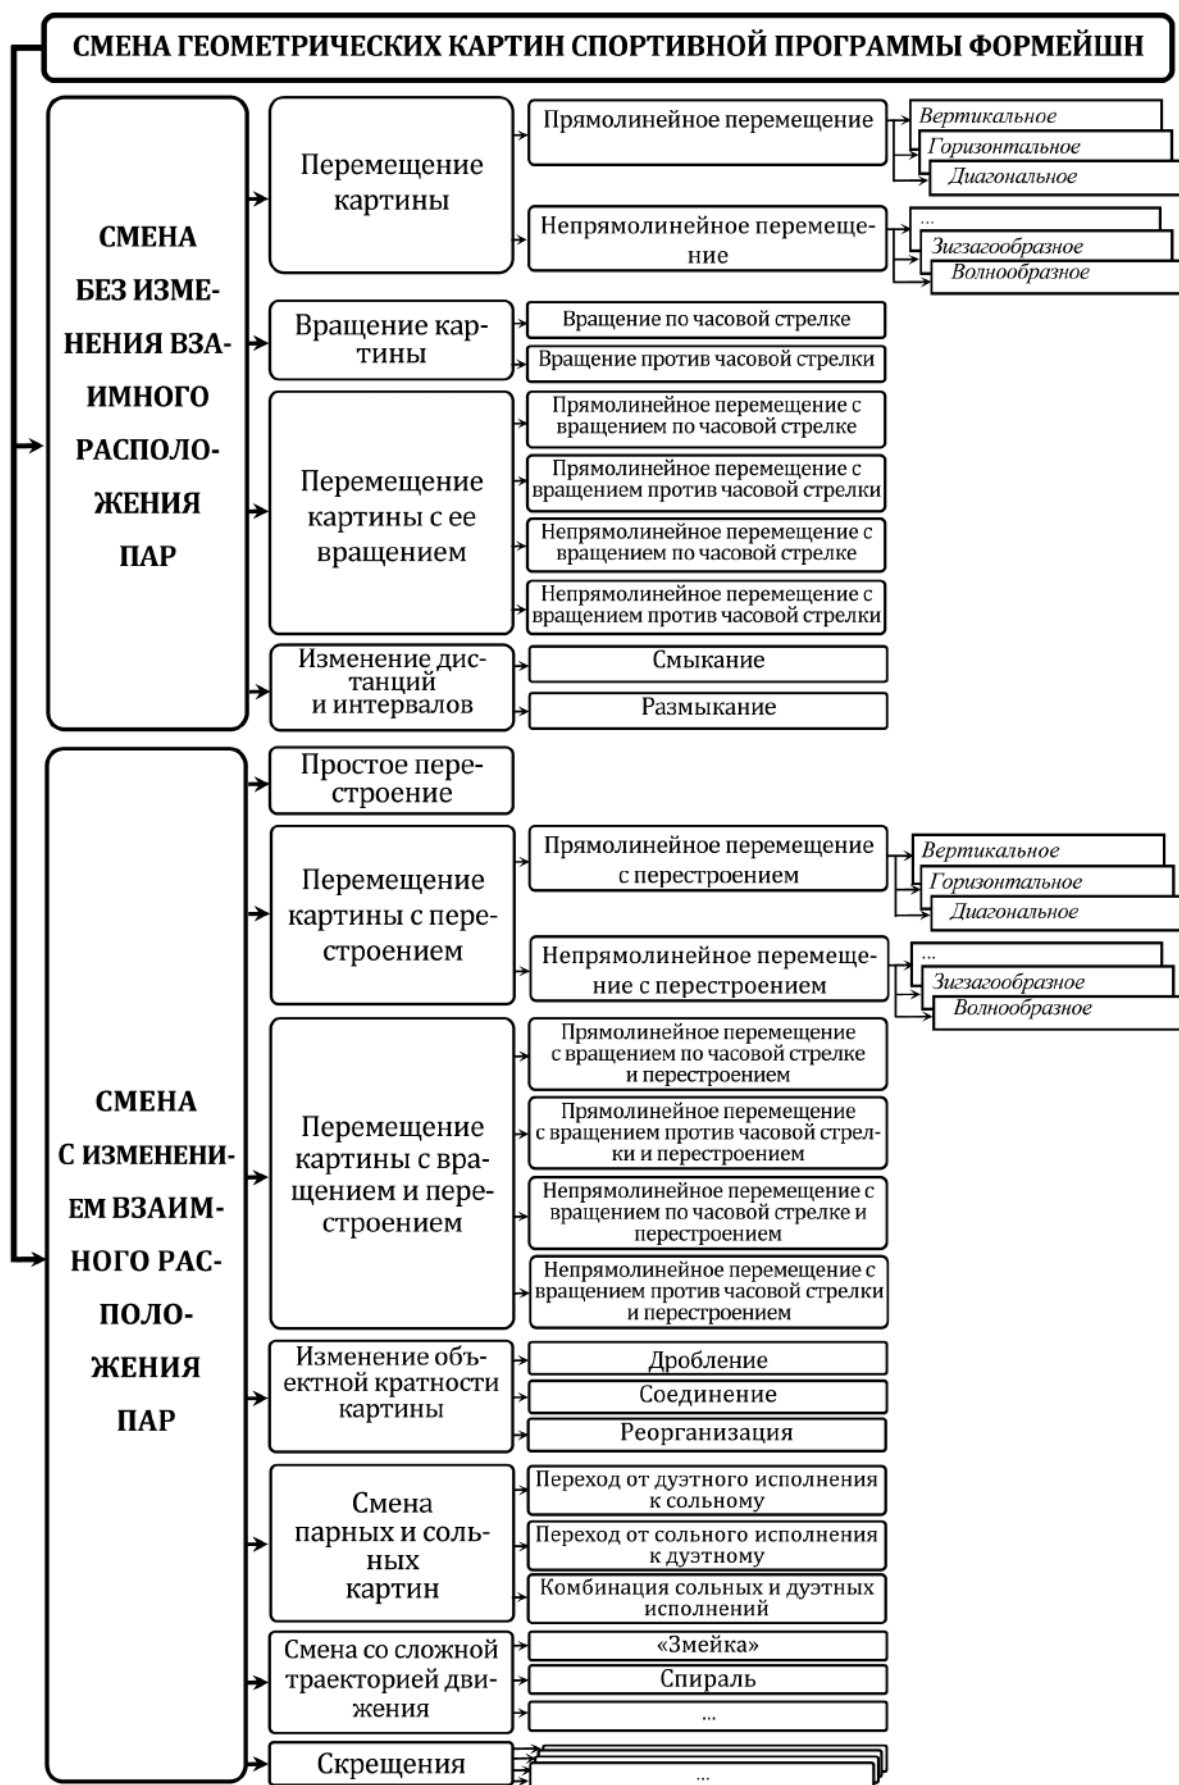 СМЕНА ГЕОМЕТРИЧЕСКИХ КАРТИН СПОРТИВНОЙ ПРОГРАММЫ ФОРМЕЙШН
СМЕНА
БЕЗ ИЗМЕ-
НЕНИЯ ВЗА-
ИМНОГО
РАСПОЛО-
ЖЕНИЯ
ПАР
Перемещение
картины
Прямолинейное перемещение
Вертикальное
Горизонтальное
Диагональное
Непрямолинейное перемеще-
ние
...
Зигзагообразное
Волнообразное
Вращение кар-
тины
Вращение по часовой стрелке
Вращение против часовой стрелки
Перемещение
картины с ее
вращением
Прямолинейное перемещение с
вращением по часовой стрелке
Прямолинейное перемещение с
вращением против часовой стрелки
Непрямолинейное перемещение с
вращением по часовой стрелке
Непрямолинейное перемещение с
вращением против часовой стрелки
Изменение дис-
танций
и интервалов
Смыкание
Размыкание
СМЕНА
С ИЗМЕНЕНИ-
ЕМ ВЗАИМ-
НОГО РАС-
ПОЛО-
ЖЕНИЯ
ПАР
Простое пере-
строение
Перемещение
картины с пере-
строением
Прямолинейное перемещение
с перестроением
Вертикальное
Горизонтальное
Диагональное
Непрямолинейное перемеще-
ние с перестроением
...
Зигзагообразное
Волнообразное
Перемещение
картины с вра-
щением и пере-
строением
Прямолинейное перемещение
с вращением по часовой стрелке
и перестроением
Прямолинейное перемещение
с вращением против часовой стрел-
ки и перестроением
Непрямолинейное перемещение с
вращением по часовой стрелке и
перестроением
Непрямолинейное перемещение с
вращением против часовой стрелки
и перестроением
Изменение объ-
ектной кратности
картины
Дробление
Соединение
Реорганизация
Смена
парных и соль-
ных
картин
Переход от дуэтного исполнения
к сольному
Переход от сольного исполнения
к дуэтному
Комбинация сольных и дуэтных
исполнений
Смена со сложной
траекторией дви-
жения
«Змейка»
Спираль
...
Скрещения
...